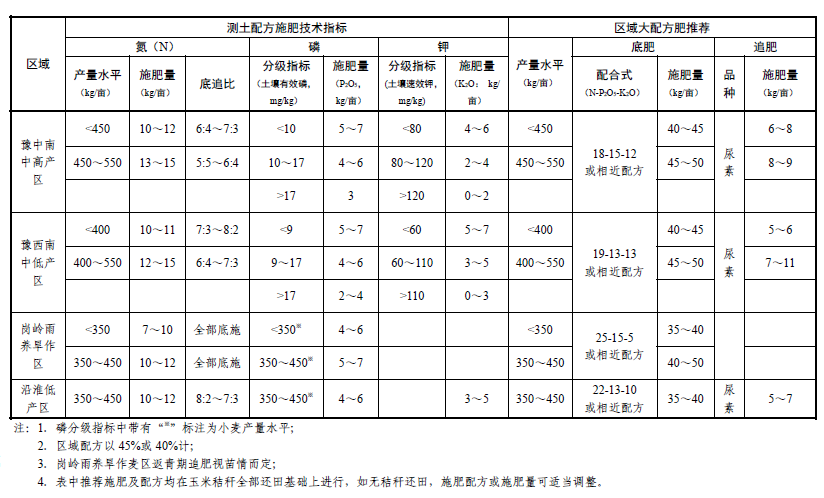 区域 测土配方施肥技术指标 区域大配方肥推荐
氮（N） 磷 钾 底肥 追肥
产量水平（kg/亩） 施肥量（kg/亩） 底追比 分级指标（土壤有效磷，mg/kg） 施肥量（P₂O₅，kg/亩） 分级指标（土壤速效钾，mg/kg） 施肥量（K₂O： kg/亩） 产量水平（kg/亩） 配合式（N-P₂O₅-K₂O） 施肥量（kg/亩） 品种 施肥量（kg/亩）
豫中南中高产区 <450 10～12 6:4～7:3 <10 5～7 <80 4～6 <450 18-15-12或相近配方 40～45 尿素 6～8
450～550 13～15 5:5～6:4 10～17 4～6 80～120 2～4 450～550 45～50 8～9
>17 3 >120 0～2
豫西南中低产区 <400 10～11 7:3～8:2 <9 5～7 <60 5～7 <400 19-13-13或相近配方 40～45 尿素 5～6
400～550 12～15 6:4～7:3 9～17 4～6 60～110 3～5 400～550 45～50 7～11
>17 2～4 >110 0～3
岗岭雨养旱作区 <350 7～10 全部底施 <350※ 4～6 <350 25-15-5或相近配方 35～40
350～450 10～12 全部底施 350～450※ 5～7 350～450 40～50
沿淮低产区 350～450 10～12 8:2～7:3 350～450※ 4～6 3～5 350～450 22-13-10或相近配方 35～40 尿素 5～7
注：1. 磷分级指标中带有“※”标注为小麦产量水平；
2. 区域配方以 45%或 40%计；
3. 岗岭雨养旱作麦区返青期追肥视苗情而定；
4. 表中推荐施肥及配方均在玉米秸秆全部还田基础上进行，如无秸秆还田，施肥配方或施肥量可适当调整。